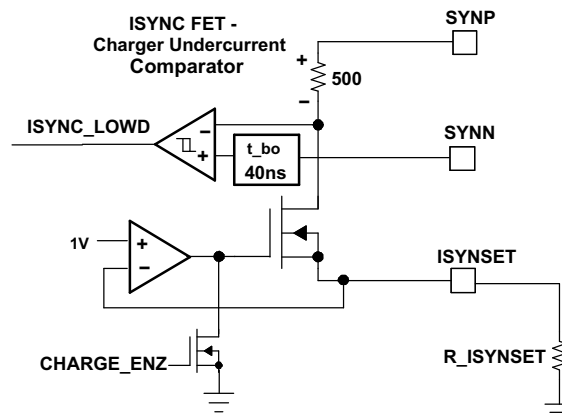 ISYNC FET -
Charger Undercurrent
Comparator
SYNP
+
500
−
ISYNC_LOWD
−
+
t_bo
40ns
SYNN
1V
+
−
ISYNSET
CHARGE_ENZ
R_ISYNSET